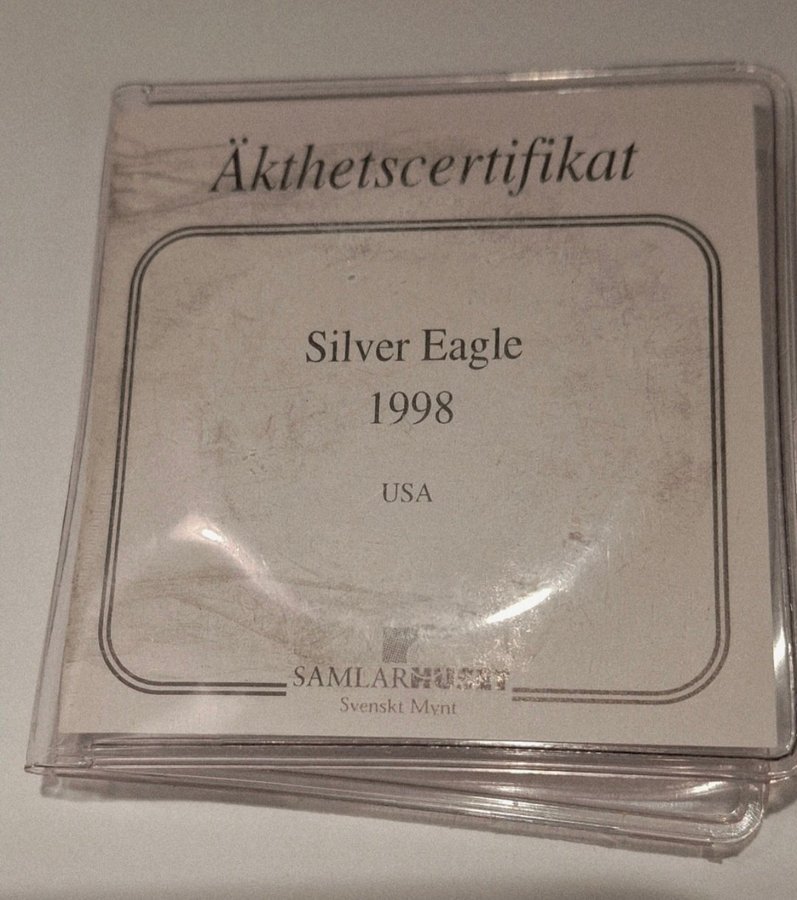 Äkthetscertifikat
Silver Eagle
1998
USA
SAMLARHUSET
Svenskt Mynt